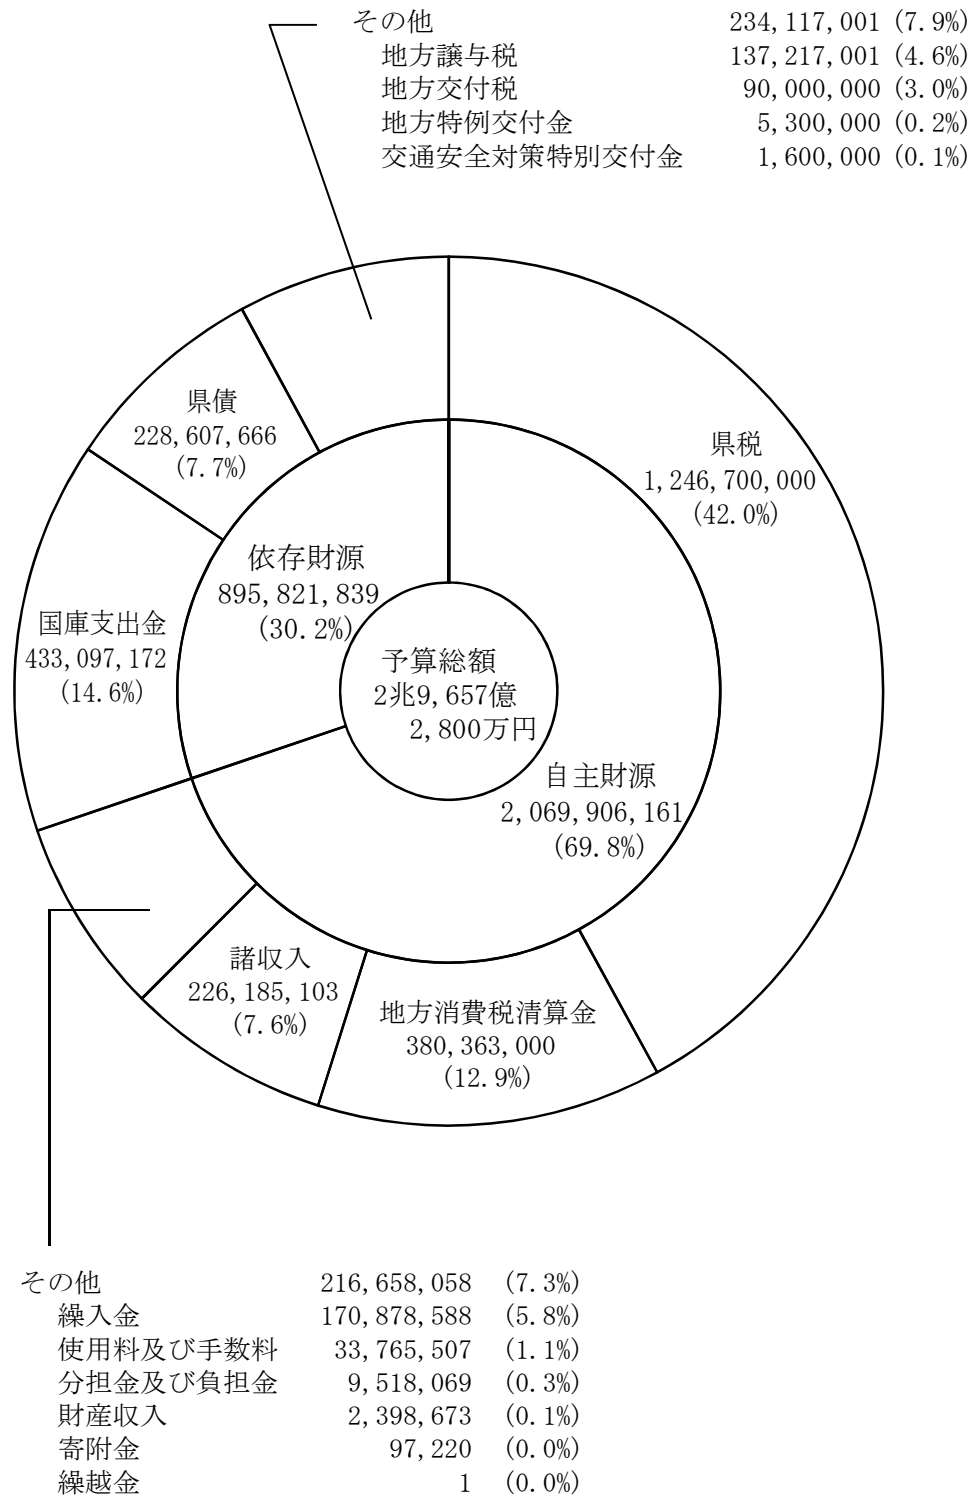 その他 234,117,001 (7.9%)
地方譲与税 137,217,001 (4.6%)
地方交付税 90,000,000 (3.0%)
地方特例交付金 5,300,000 (0.2%)
交通安全対策特別交付金 1,600,000 (0.1%)
県債
228,607,666
(7.7%)
県税
1,246,700,000
(42.0%)
依存財源
895,821,839
(30.2%)
国庫支出金
433,097,172
(14.6%)
予算総額
2兆9,657億
2,800万円
自主財源
2,069,906,161
(69.8%)
諸収入
226,185,103
(7.6%)
地方消費税清算金
380,363,000
(12.9%)
その他 216,658,058 (7.3%)
繰入金 170,878,588 (5.8%)
使用料及び手数料 33,765,507 (1.1%)
分担金及び負担金 9,518,069 (0.3%)
財産収入 2,398,673 (0.1%)
寄附金 97,220 (0.0%)
繰越金 1 (0.0%)